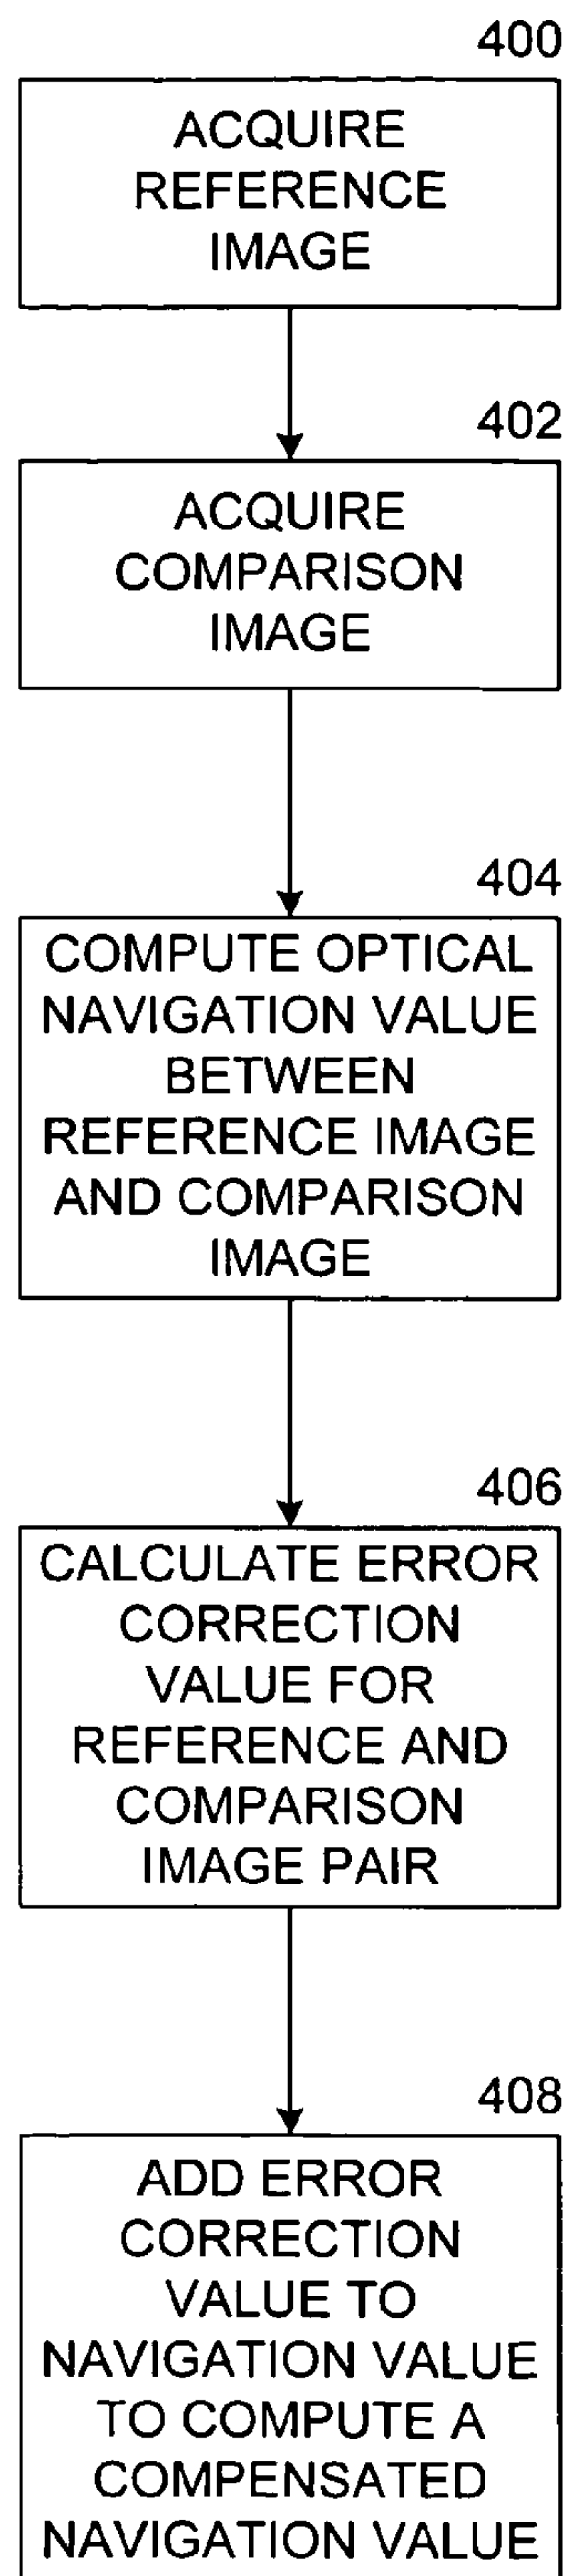 400
ACQUIRE
REFERENCE
IMAGE
402
ACQUIRE
COMPARISON
IMAGE
404
COMPUTE OPTICAL
NAVIGATION VALUE
BETWEEN
REFERENCE IMAGE
AND COMPARISON
IMAGE
406
CALCULATE ERROR
CORRECTION
VALUE FOR
REFERENCE AND
COMPARISON
IMAGE PAIR
408
ADD ERROR
CORRECTION
VALUE TO
NAVIGATION VALUE
TO COMPUTE A
COMPENSATED
NAVIGATION VALUE